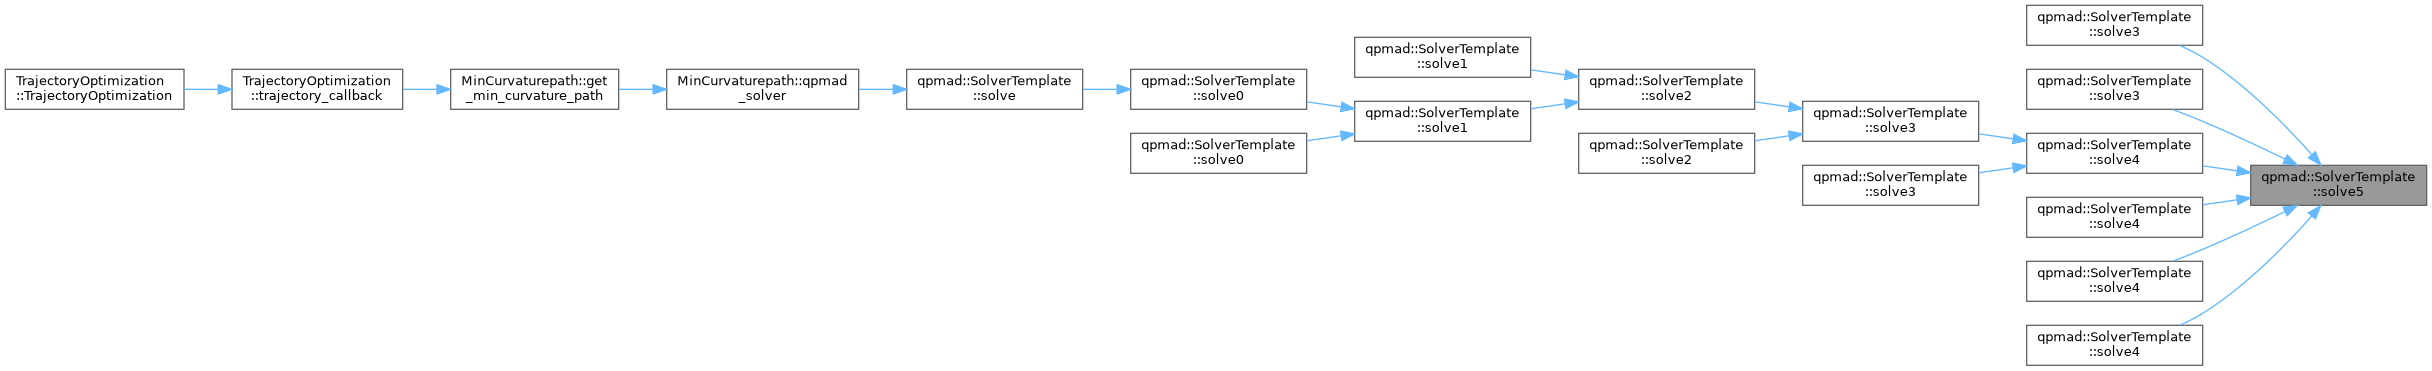 TrajectoryOptimization
::TrajectoryOptimization
TrajectoryOptimization
::trajectory_callback
MinCurvaturepath::get
_min_curvature_path
MinCurvaturepath::qpmad
_solver
qpmad::SolverTemplate
::solve
qpmad::SolverTemplate
::solve0
qpmad::SolverTemplate
::solve0
qpmad::SolverTemplate
::solve1
qpmad::SolverTemplate
::solve1
qpmad::SolverTemplate
::solve2
qpmad::SolverTemplate
::solve2
qpmad::SolverTemplate
::solve3
qpmad::SolverTemplate
::solve3
qpmad::SolverTemplate
::solve3
qpmad::SolverTemplate
::solve3
qpmad::SolverTemplate
::solve4
qpmad::SolverTemplate
::solve4
qpmad::SolverTemplate
::solve4
qpmad::SolverTemplate
::solve4
qpmad::SolverTemplate
::solve5